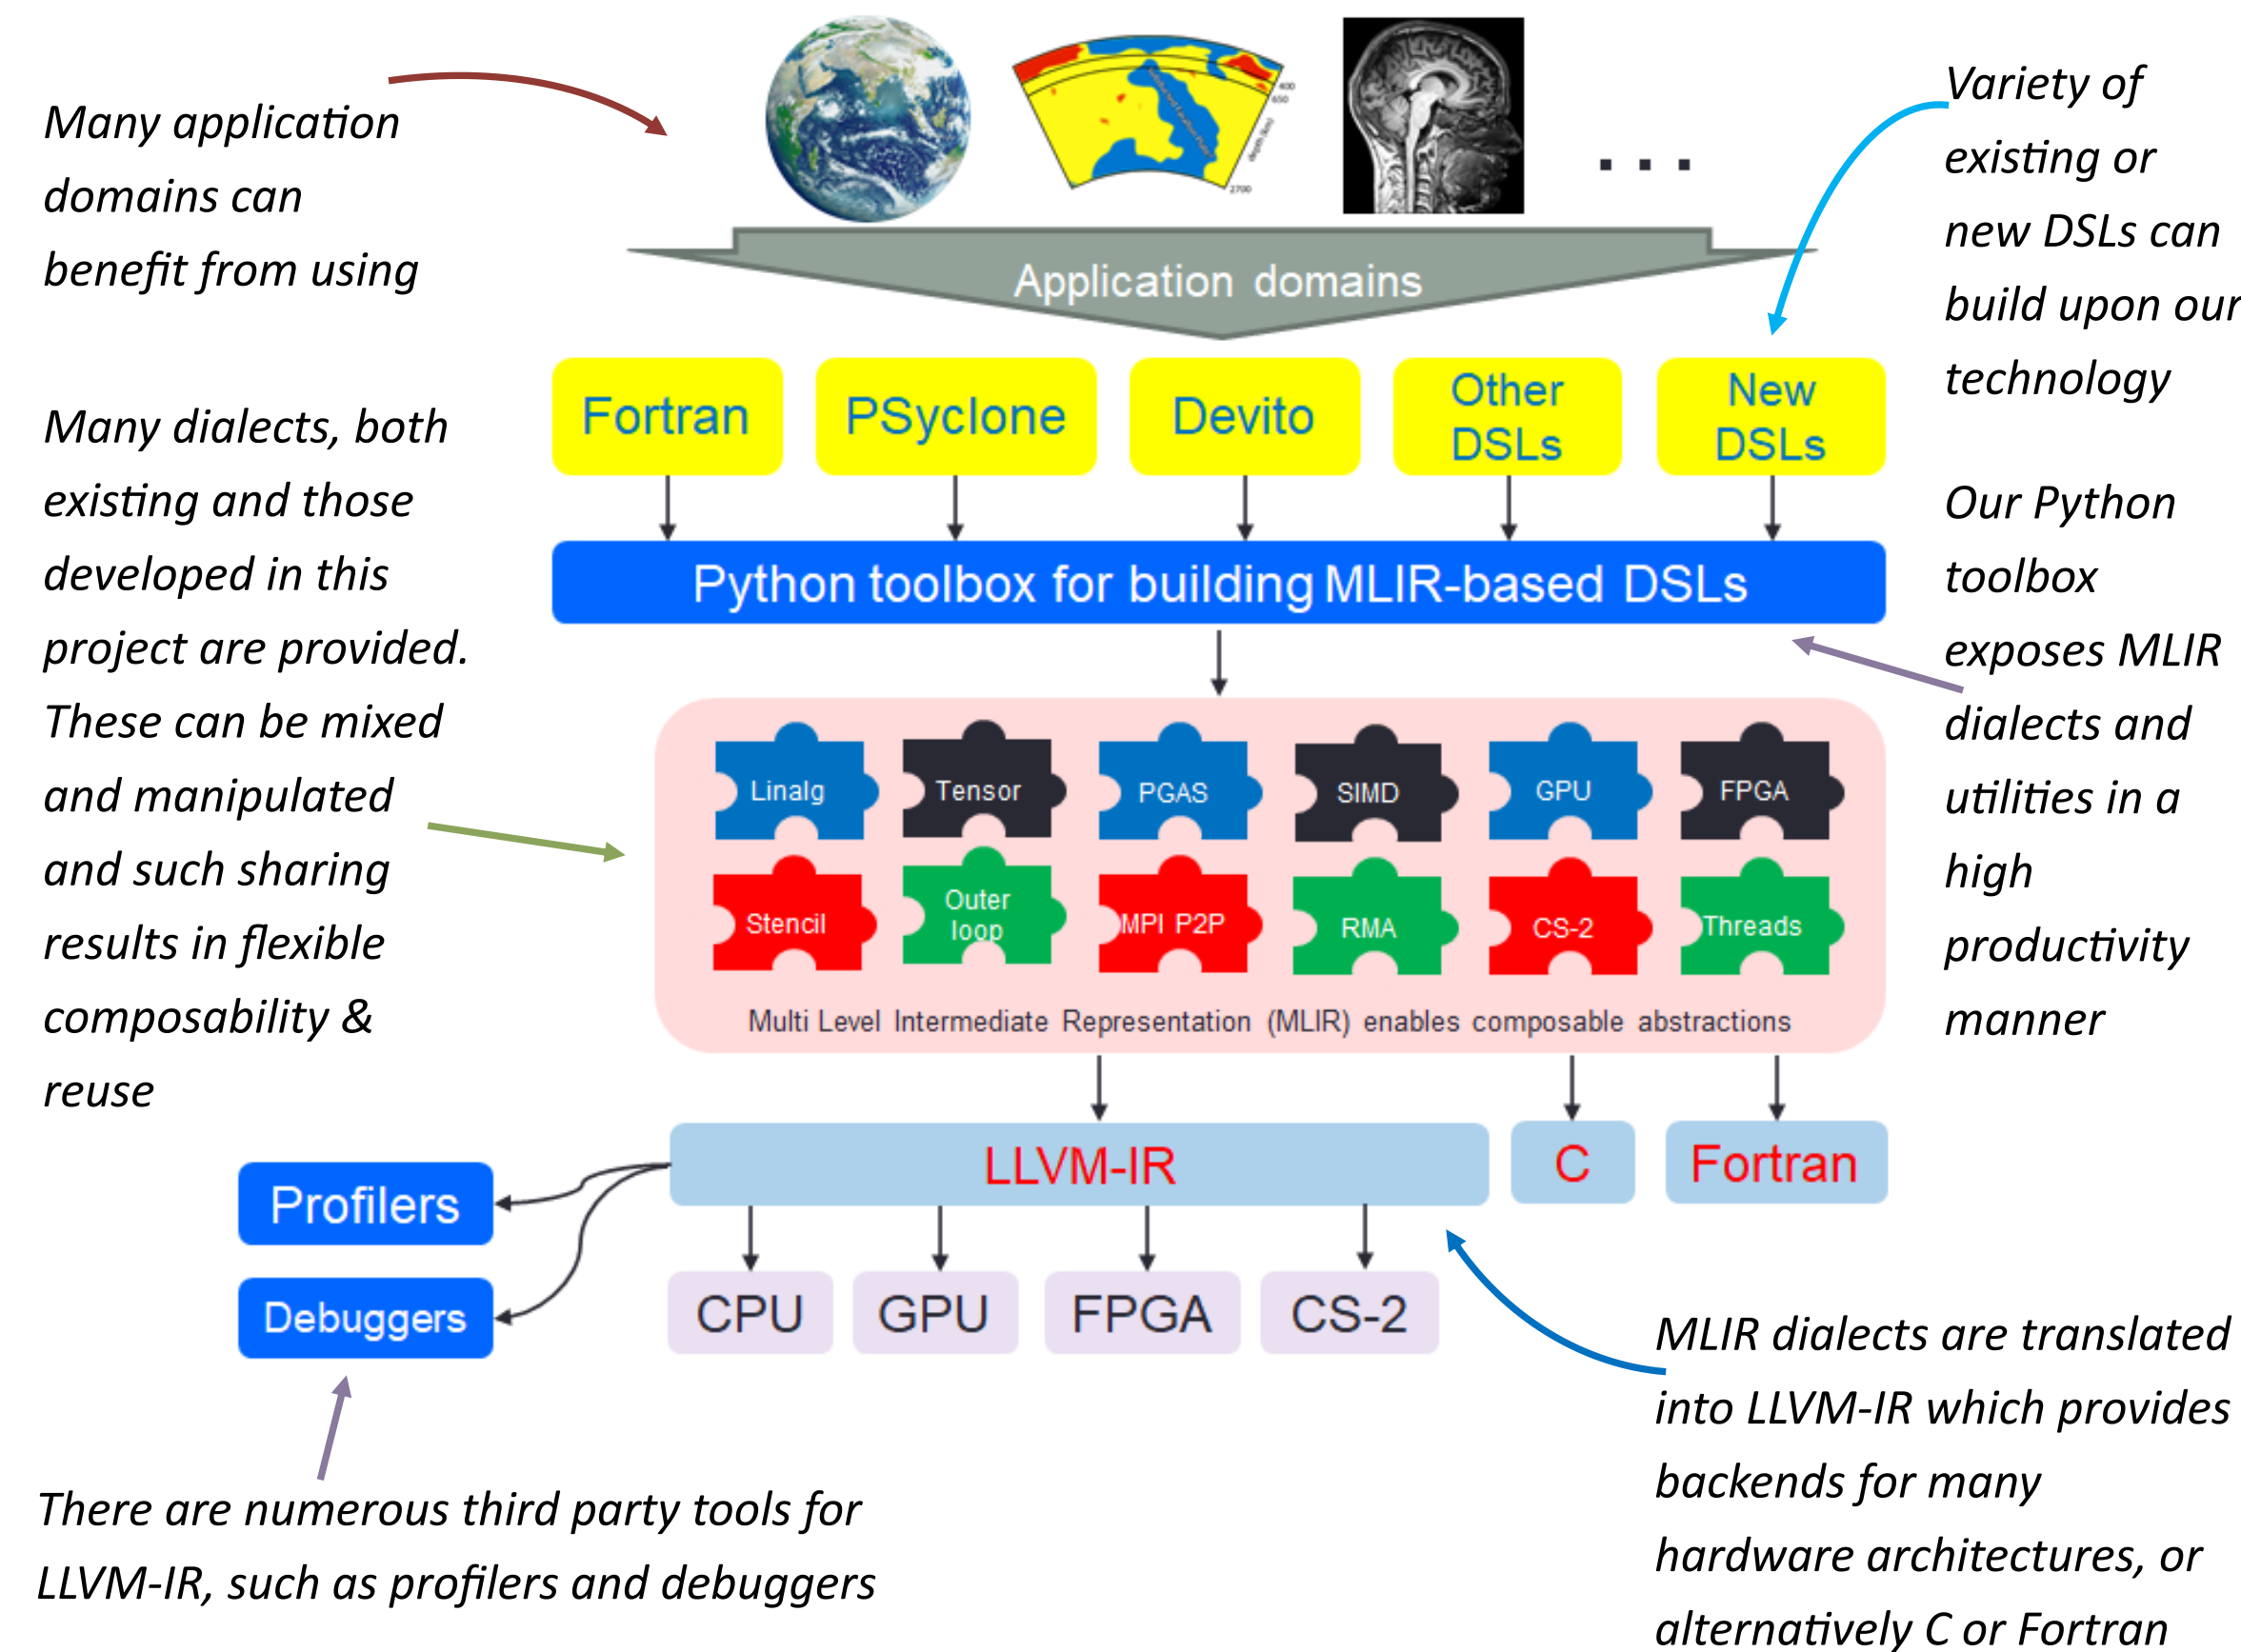 Many application
domains can
benefit from using
400
650
depth (km)
2700
Variety of
existing or
new DSLs can
build upon our
technology
Application domains
Fortran
PSyclone
Devito
Other
DSLs
New
DSLs
Many dialects, both
existing and those
developed in this
project are provided.
These can be mixed
and manipulated
and such sharing
results in flexible
composability &
reuse
Python toolbox for building MLIR-based DSLs
Our Python
toolbox
exposes MLIR
dialects and
utilities in a
high
productivity
manner
Linalg
Tensor
PGAS
SIMD
GPU
FPGA
Stencil
Outer
loop
MPI P2P
RMA
CS-2
Threads
Multi Level Intermediate Representation (MLIR) enables composable abstractions
LLVM-IR
C
Fortran
Profilers
Debuggers
CPU
GPU
FPGA
CS-2
MLIR dialects are translated
into LLVM-IR which provides
backends for many
hardware architectures, or
alternatively C or Fortran
There are numerous third party tools for
LLVM-IR, such as profilers and debuggers